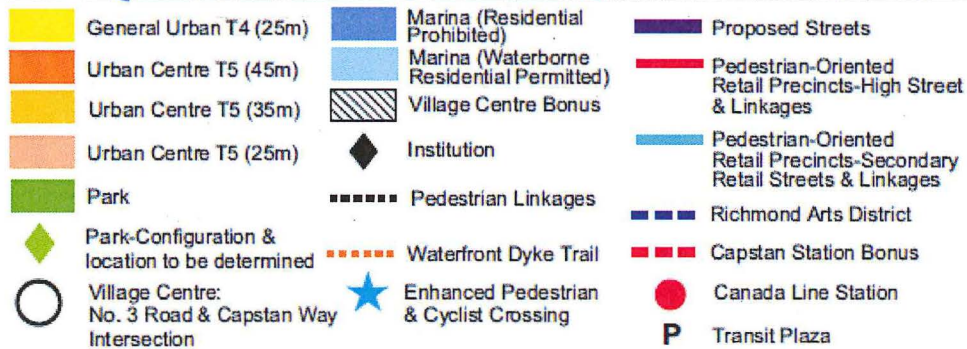 General Urban T4 (25m)
Urban Centre T5 (45m)
Urban Centre T5 (35m)
Urban Centre T5 (25m)
Park
Park-Configuration &
location to be determined
Village Centre:
No. 3 Road & Capstan Way
Intersection
Marina (Residential
Prohibited)
Marina (Waterborne
Residential Permitted)
Village Centre Bonus
Institution
Pedestrian Linkages
Waterfront Dyke Trail
Enhanced Pedestrian
& Cyclist Crossing
Proposed Streets
Pedestrian-Oriented
Retail Precincts-High Street
& Linkages
Pedestrian-Oriented
Retail Precincts-Secondary
Retail Streets & Linkages
Richmond Arts District
Capstan Station Bonus
Canada Line Station
P Transit Plaza